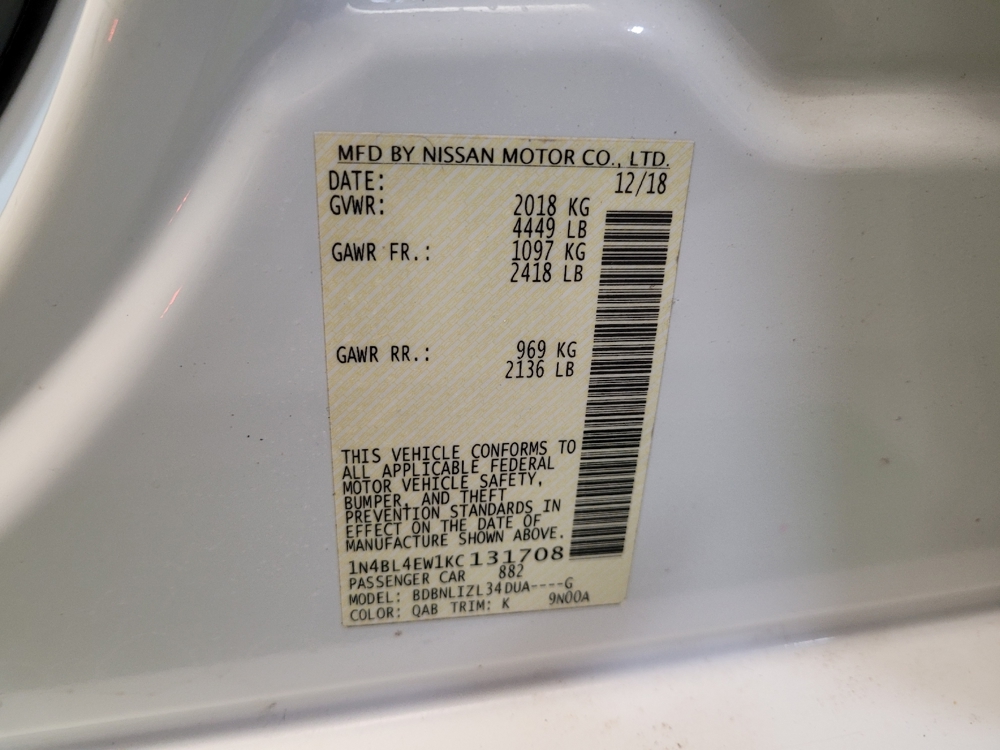 MFD BY NISSAN MOTOR CO., LTD.
DATE: 12/18
GVWR: 2018 KG
4449 LB
GAWR FR.: 1097 KG
2418 LB
GAWR RR.: 969 KG
2136 LB
THIS VEHICLE CONFORMS TO
ALL APPLICABLE FEDERAL
MOTOR VEHICLE SAFETY,
BUMPER, AND THEFT
PREVENTION STANDARDS IN
EFFECT ON THE DATE OF
MANUFACTURE SHOWN ABOVE.
1N4BL4EW1KC131708
PASSENGER CAR 882
MODEL: BDBNLIZL34DUA----G
COLOR: QAB TRIM: K 9N00A